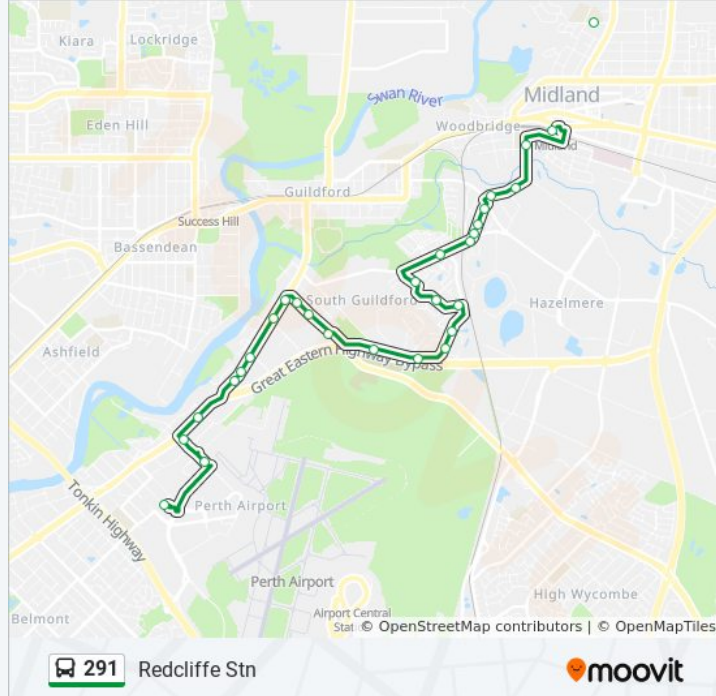 Kiara
Lockridge
Swan River
Midland
Eden Hill
Woodbridge
Midland
Guildford
Success Hill
Bassendean
South Guildford
Hazelmere
Ashfield
Great Eastern Highway Bypass
Tonkin Highway
Perth Airport
Perth Airport
High Wycombe
Airport Central
Stat
Belmont
© OpenStreetMap contributors | © OpenMapTiles
291 Redcliffe Stn
moovit